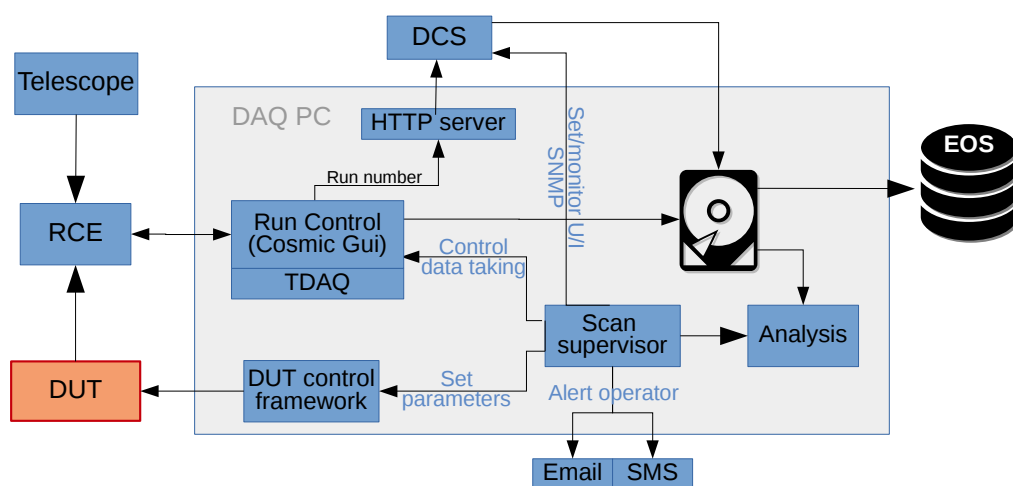 DCS
Telescope
DAQ PC
HTTP server
EOS
Run number
Set/monitor U/I
SNMP
RCE
Run Control
(Cosmic Gui)
TDAQ
Control
data taking
Scan
supervisor
Analysis
DUT
DUT control
framework
Set
parameters
Alert operator
Email
SMS